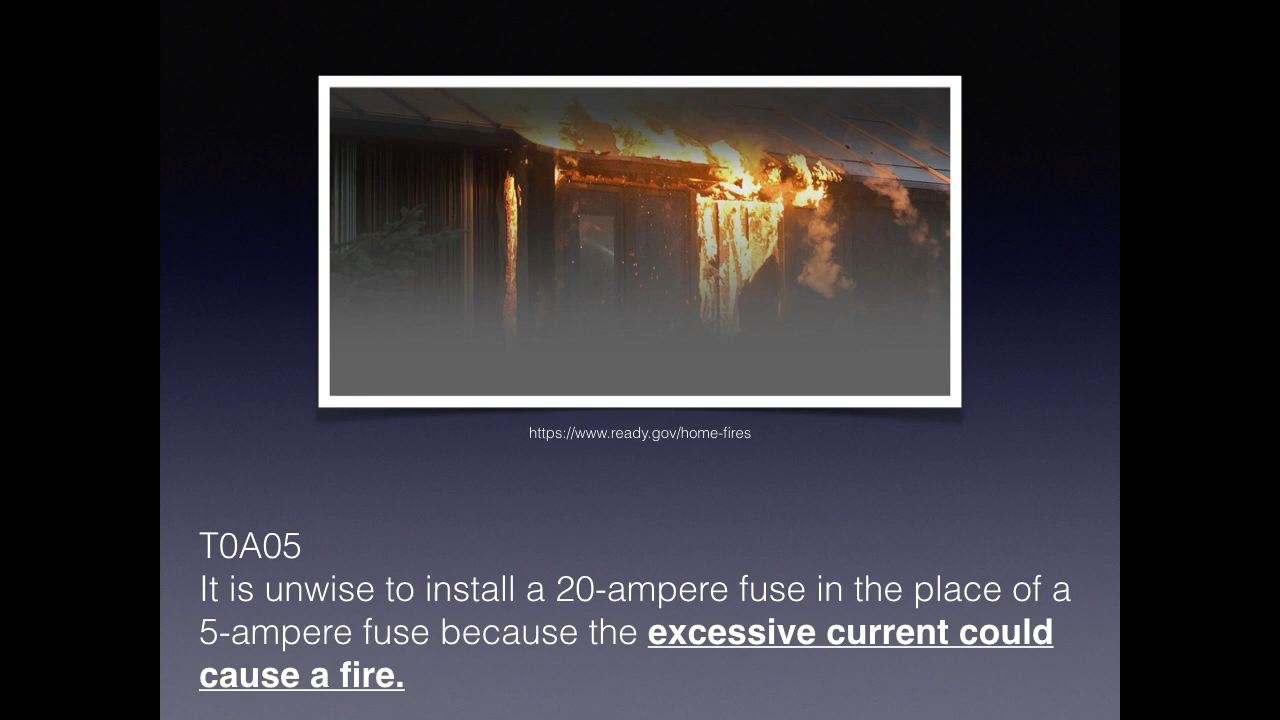 https://www.ready.gov/home-fires
T0A05
It is unwise to install a 20-ampere fuse in the place of a
5-ampere fuse because the excessive current could
cause a fire.